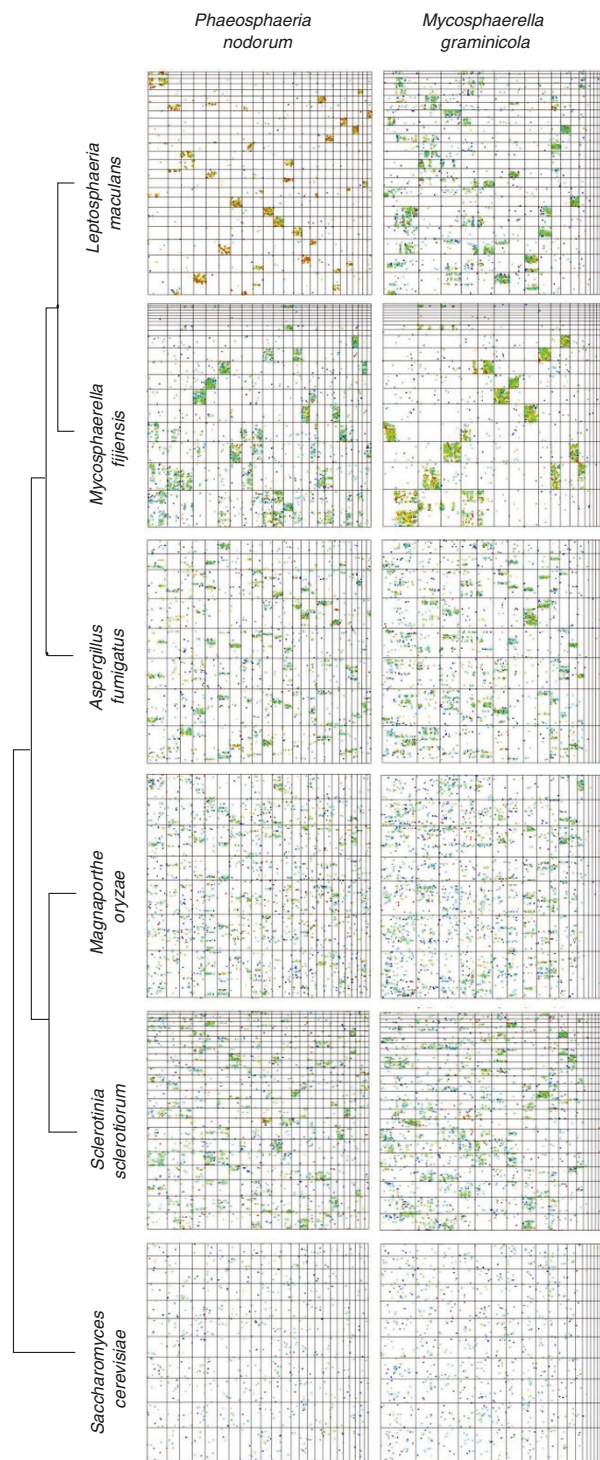 Phaeosphaeria
nodorum
Mycosphaerella
graminicola
Leptosphaeria
maculans
Mycosphaerella
fijiensis
Aspergillus
fumigatus
Magnaporthe
oryzae
Sclerotinia
sclerotiorum
Saccharomyces
cerevisiae